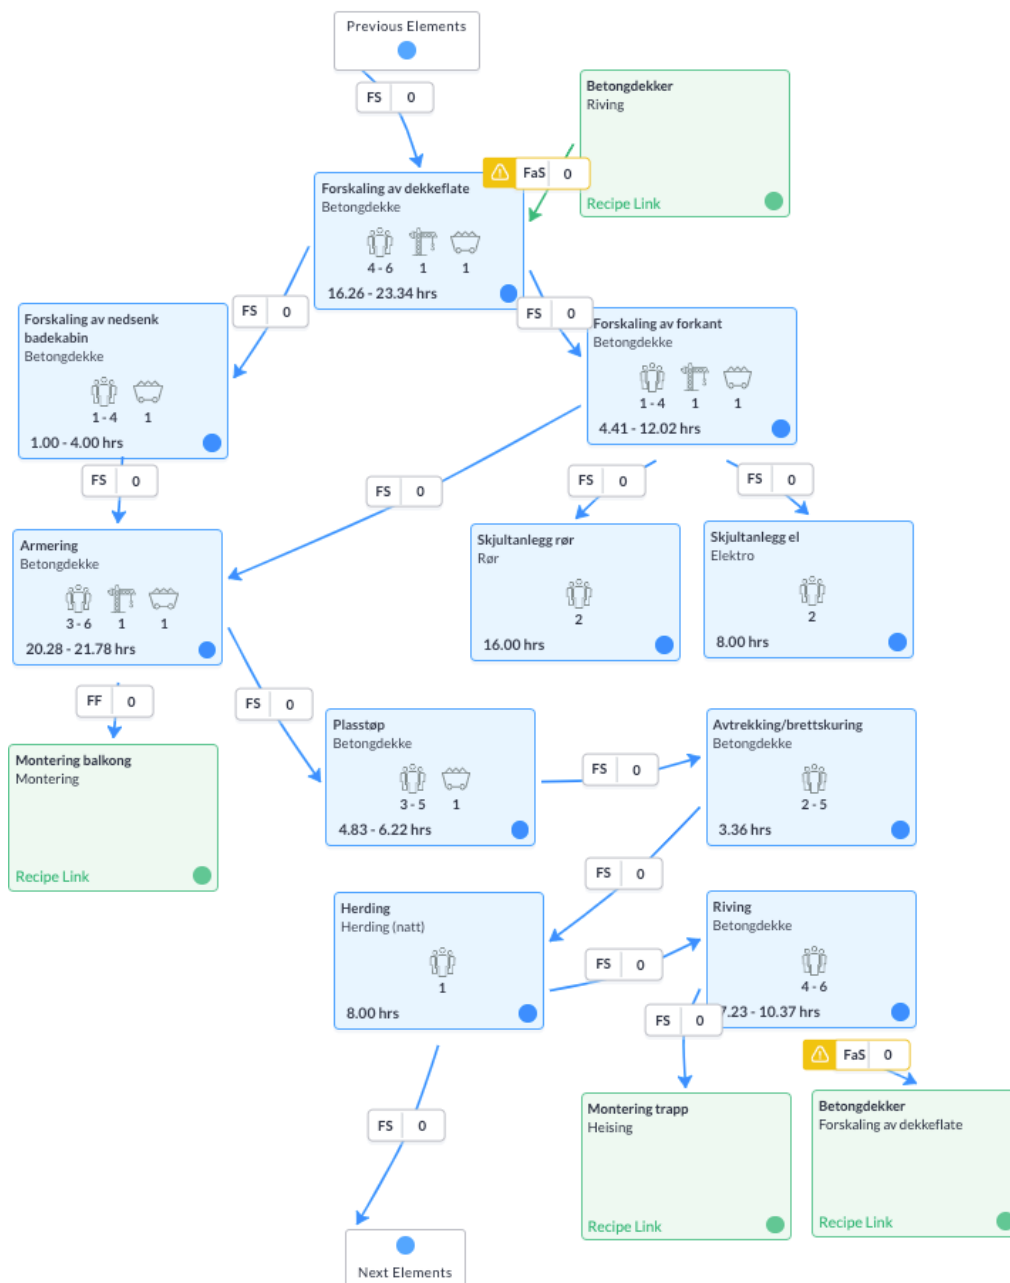 Previous Elements
FS 0
Betongdekker
Riving
Recipe Link
FaS 0
Forskaling av dekkeflate
Betongdekke
4 - 6 1 1
16.26 - 23.34 hrs
FS 0
FS 0
Forskaling av nedsenk
badekabin
Betongdekke
1 - 4 1
1.00 - 4.00 hrs
Forskaling av forkant
Betongdekke
1 - 4 1 1
4.41 - 12.02 hrs
FS 0
FS 0
FS 0
FS 0
Armering
Betongdekke
3 - 6 1 1
20.28 - 21.78 hrs
Skjultanlegg rør
Rør
2
16.00 hrs
Skjultanlegg el
Elektro
2
8.00 hrs
FF 0
FS 0
Montering balkong
Montering
Recipe Link
Plasstøp
Betongdekke
3 - 5 1
4.83 - 6.22 hrs
FS 0
Avtrekking/brettskuring
Betongdekke
2 - 5
3.36 hrs
FS 0
Herding
Herding (natt)
1
8.00 hrs
FS 0
Riving
Betongdekke
4 - 6
7.23 - 10.37 hrs
FS 0
FaS 0
Montering trapp
Heising
Recipe Link
Betongdekker
Forskaling av dekkeflate
Recipe Link
FS 0
Next Elements